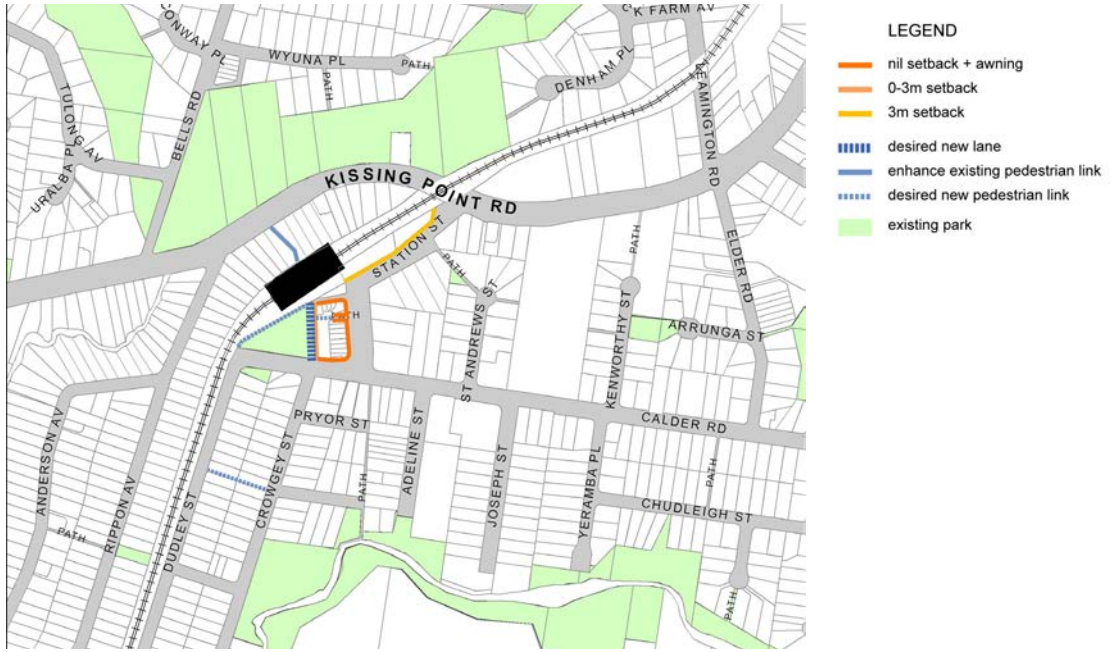 CONWAY PL
WYUNA PL
PATH
PATH
K FARM AV
DENHAM PL
LEAMINGTON RD
TULONG AV
BELLS RD
URALBA PL
KISSING POINT RD
STATION ST
PATH
PATH
ST ANDREWS ST
PATH
KENWORTHY ST
ELDER RD
ARRUNGA ST
CALDER RD
PRYOR ST
ADELINE ST
JOSEPH ST
YERAMBA PL
PATH
CHUDLEIGH ST
PATH
ANDERSON AV
RIPPON AV
DUDLEY ST
CROWGEY ST
PATH
PATH
LEGEND
nil setback + awning
0-3m setback
3m setback
desired new lane
enhance existing pedestrian link
desired new pedestrian link
existing park